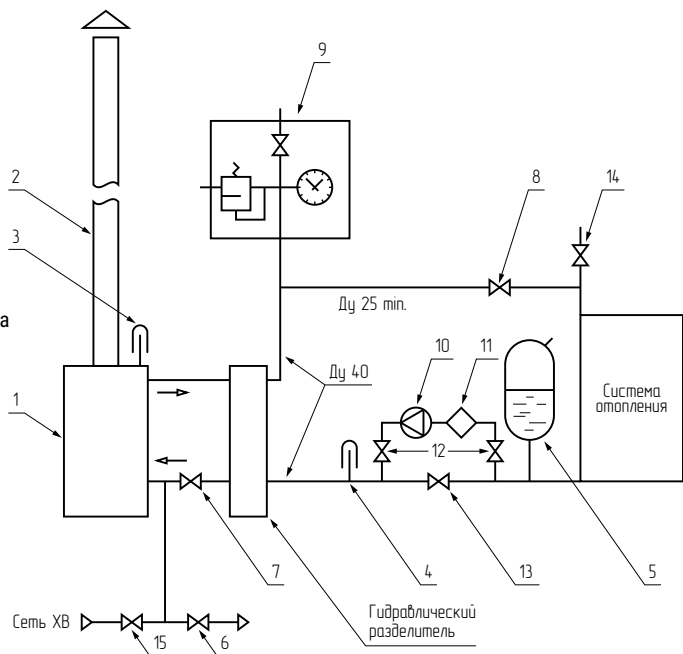 9
2
8
14
3
Ду 25 min.
а
10
11
1
Ду 40
Система
отопления
12
7
4
13
5
Гидравлический
разделитель
Сеть ХВ
15
6